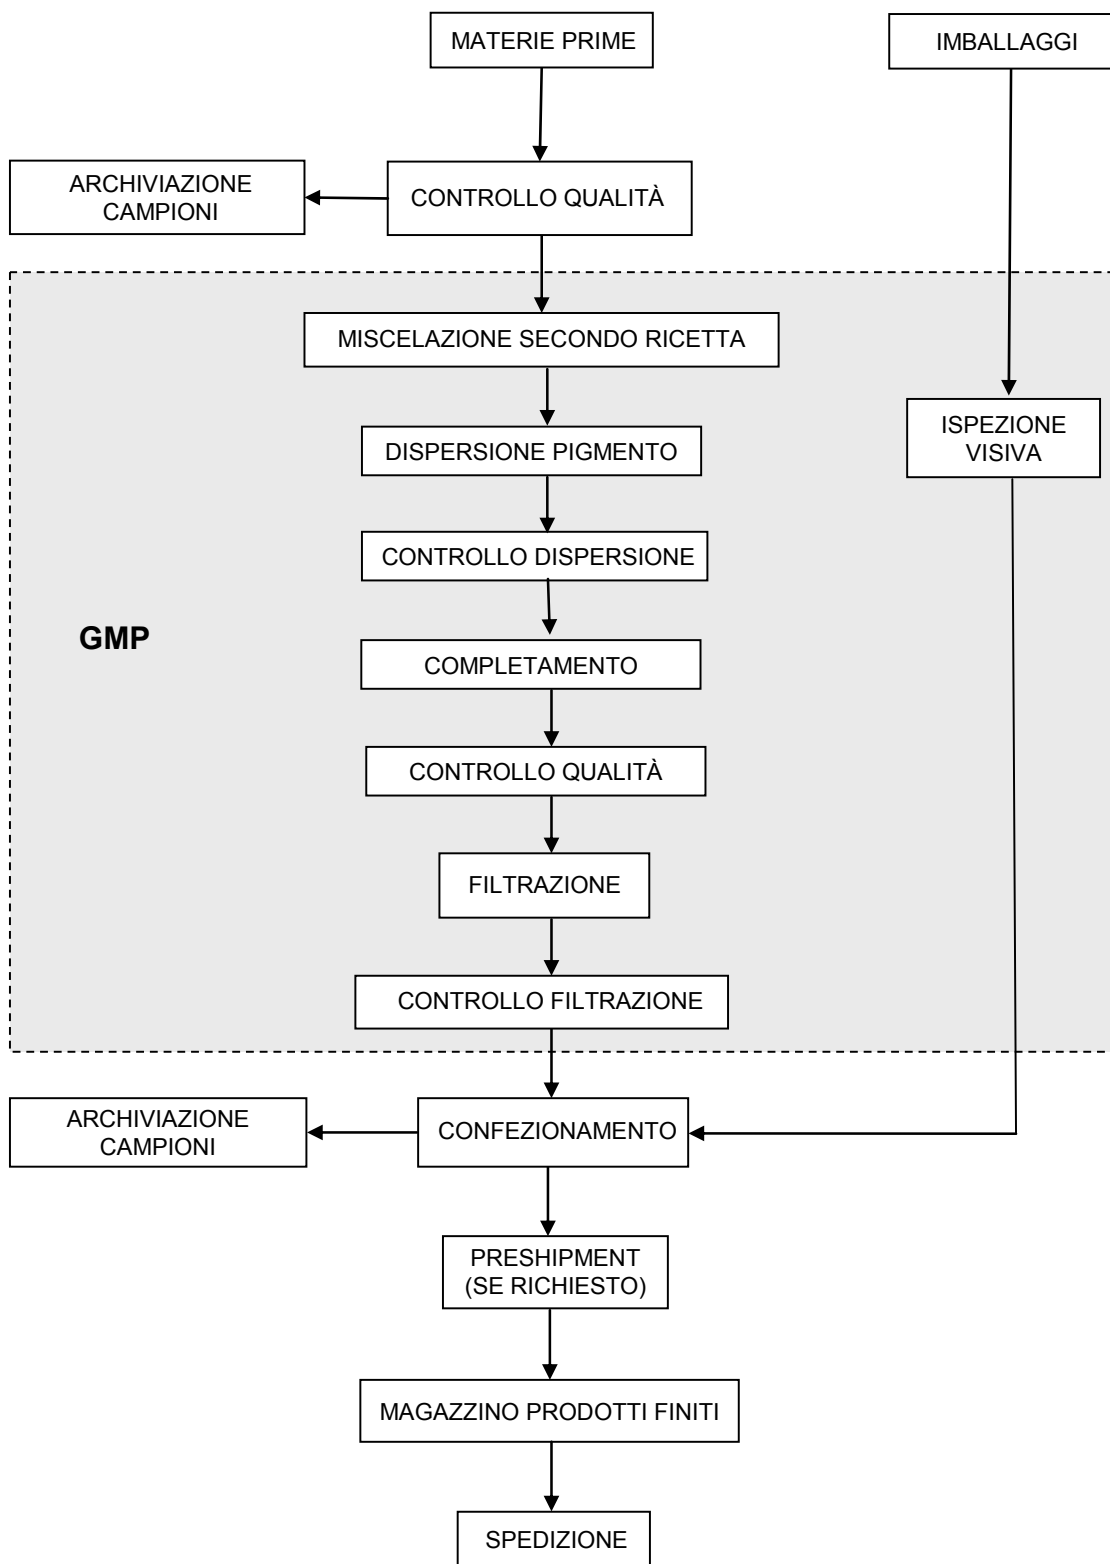 MATERIE PRIME
IMBALLAGGI
ARCHIVIAZIONE
CAMPIONI
CONTROLLO QUALITÀ
MISCELAZIONE SECONDO RICETTA
DISPERSIONE PIGMENTO
ISPEZIONE
VISIVA
CONTROLLO DISPERSIONE
GMP
COMPLETAMENTO
CONTROLLO QUALITÀ
FILTRAZIONE
CONTROLLO FILTRAZIONE
ARCHIVIAZIONE
CAMPIONI
CONFEZIONAMENTO
PRESHIPMENT
(SE RICHIESTO)
MAGAZZINO PRODOTTI FINITI
SPEDIZIONE